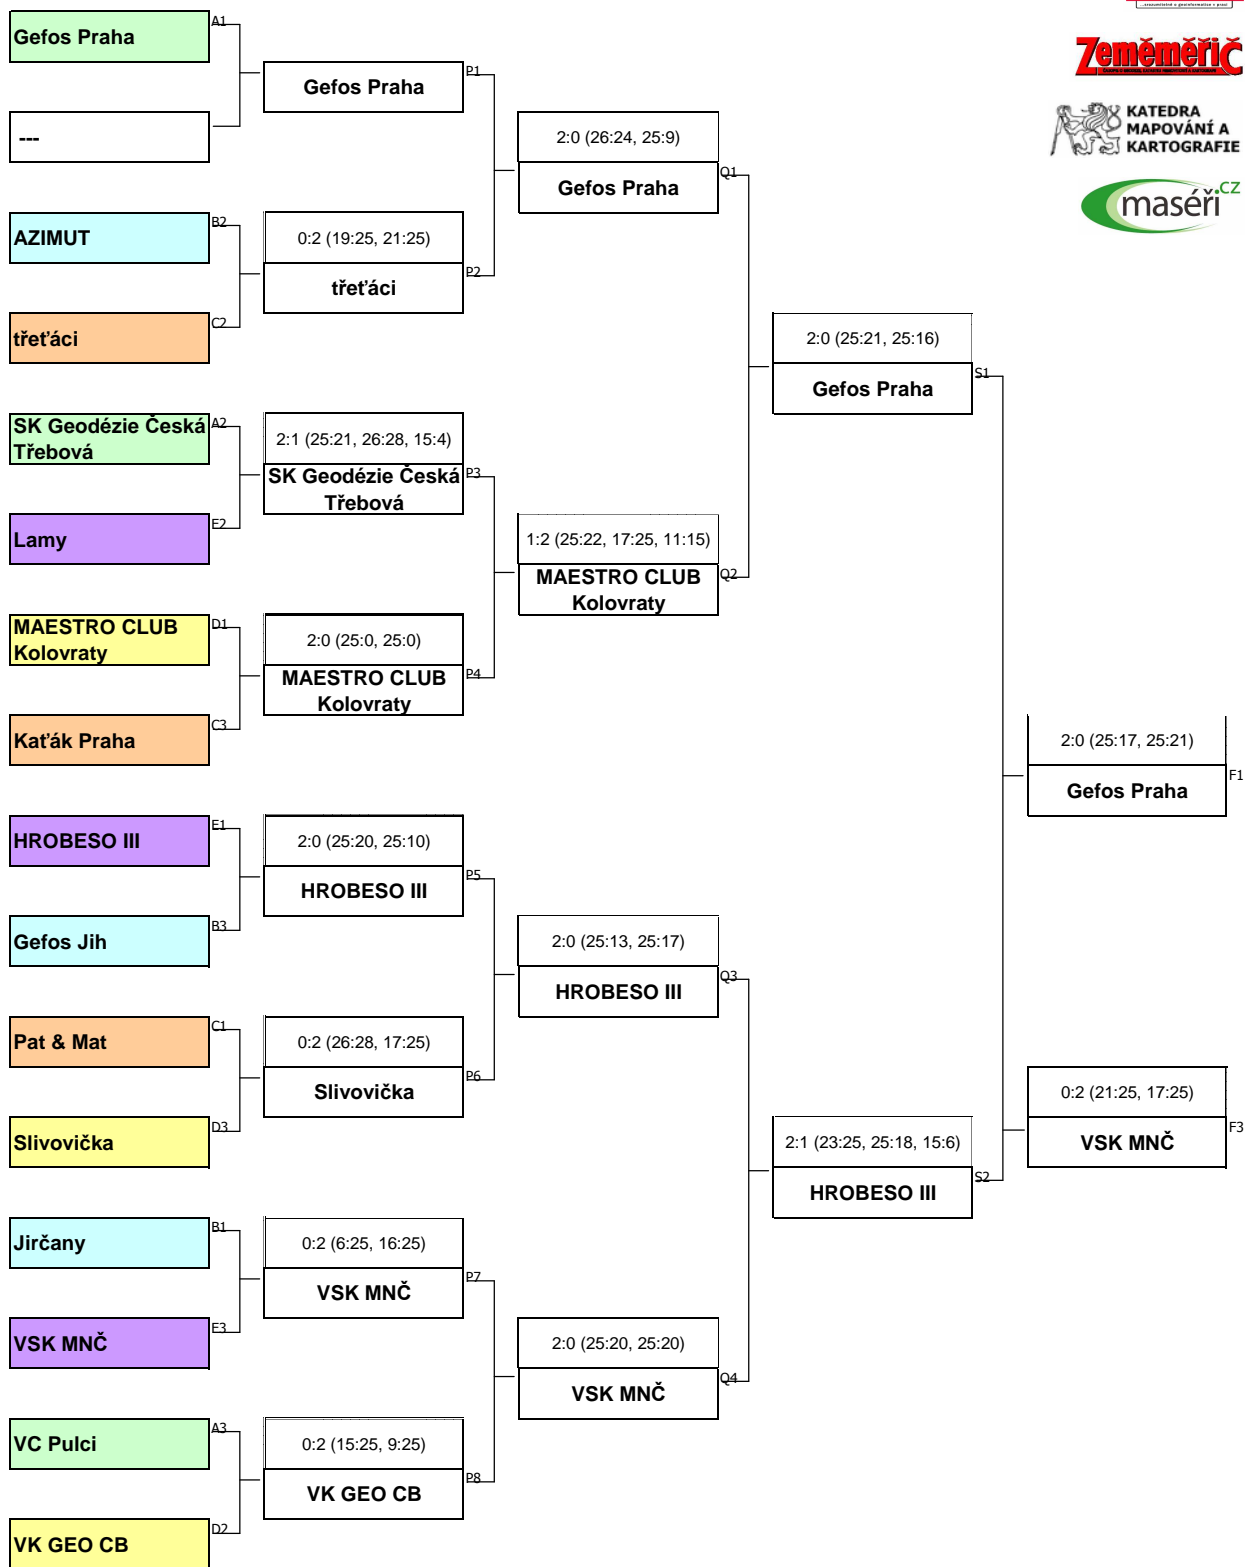 ...srozumitelně o geoinformatice v praxi
Zeměměřič
KATEDRA
MAPOVÁNÍ A
KARTOGRAFIE
maséři.cz
Gefos Praha
A1
---
Gefos Praha
P1
AZIMUT
B2
třeťáci
C2
0:2 (19:25, 21:25)
třeťáci
P2
2:0 (26:24, 25:9)
Gefos Praha
Q1
SK Geodézie Česká
Třebová
A2
Lamy
E2
2:1 (25:21, 26:28, 15:4)
SK Geodézie Česká
Třebová
P3
MAESTRO CLUB
Kolovraty
D1
Kaťák Praha
C3
2:0 (25:0, 25:0)
MAESTRO CLUB
Kolovraty
P4
1:2 (25:22, 17:25, 11:15)
MAESTRO CLUB
Kolovraty
Q2
2:0 (25:21, 25:16)
Gefos Praha
S1
HROBESO III
E1
Gefos Jih
B3
2:0 (25:20, 25:10)
HROBESO III
P5
Pat & Mat
C1
Slivovička
D3
0:2 (26:28, 17:25)
Slivovička
P6
2:0 (25:13, 25:17)
HROBESO III
Q3
Jirčany
B1
VSK MNČ
E3
0:2 (6:25, 16:25)
VSK MNČ
P7
VC Pulci
A3
VK GEO CB
D2
0:2 (15:25, 9:25)
VK GEO CB
P8
2:0 (25:20, 25:20)
VSK MNČ
Q4
2:1 (23:25, 25:18, 15:6)
HROBESO III
S2
2:0 (25:17, 25:21)
Gefos Praha
F1
0:2 (21:25, 17:25)
VSK MNČ
F3